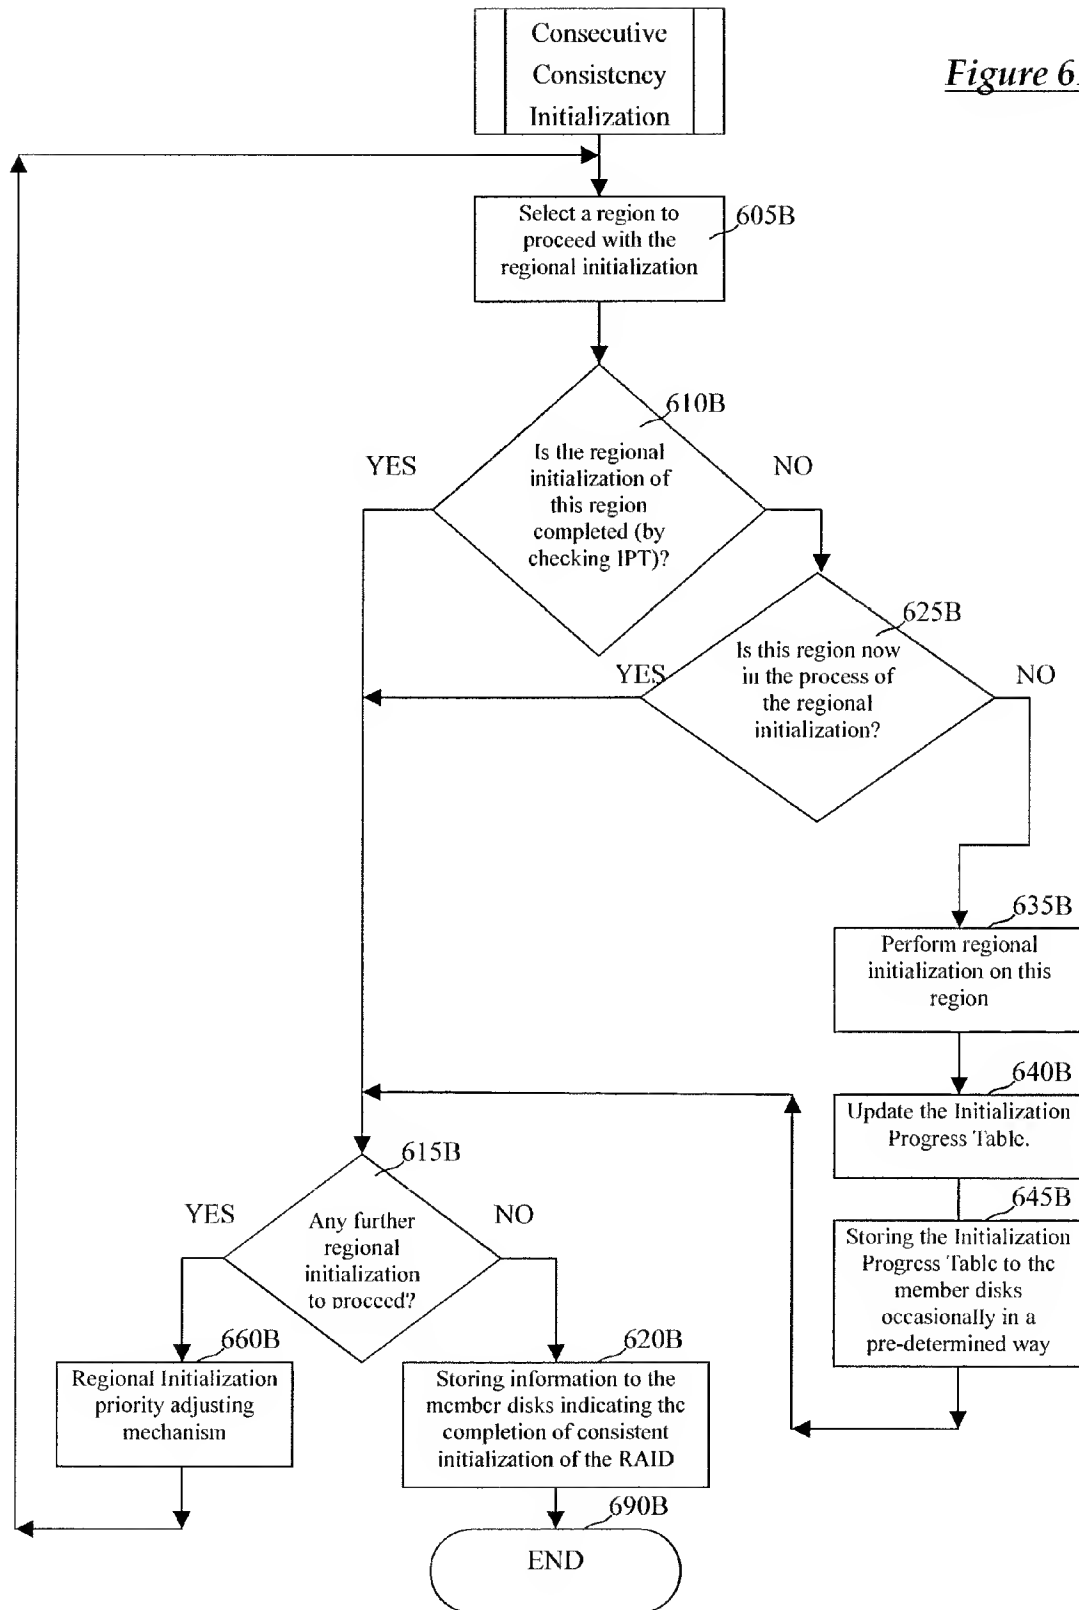 Consecutive
Consistency
Initialization
Figure 6
Select a region to
proceed with the
regional initialization
605B
610B
YES
NO
Is the regional
initialization of
this region
completed (by
checking IPT)?
625B
YES
NO
Is this region now
in the process of
the regional
initialization?
635B
Perform regional
initialization on this
region
640B
Update the Initialization
Progress Table.
645B
Storing the Initialization
Progress Table to the
member disks
occasionally in a
pre-determined way
615B
YES
NO
Any further
regional
initialization
to proceed?
660B
Regional Initialization
priority adjusting
mechanism
620B
Storing information to the
member disks indicating the
completion of consistent
initialization of the RAID
690B
END